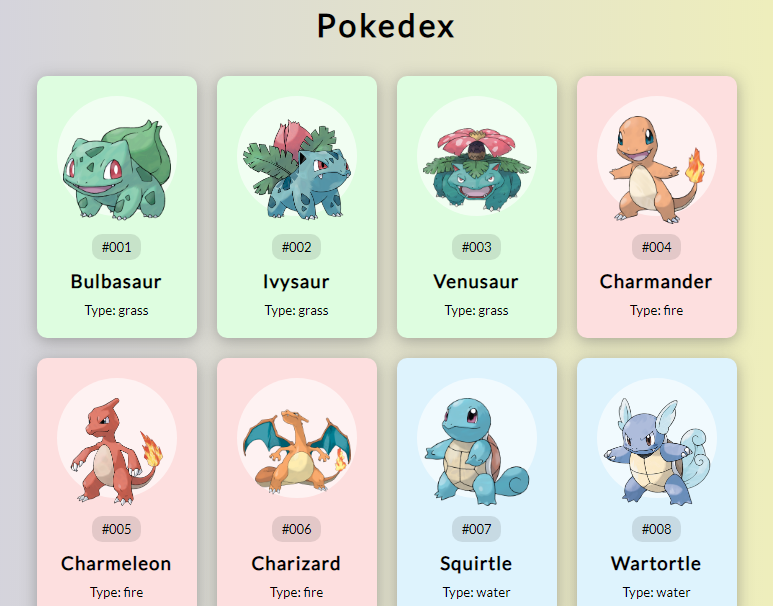 Pokedex
#001
Bulbasaur
Type: grass
#002
Ivysaur
Type: grass
#003
Venusaur
Type: grass
#004
Charmander
Type: fire
#005
Charmeleon
Type: fire
#006
Charizard
Type: fire
#007
Squirtle
Type: water
#008
Wartortle
Type: water